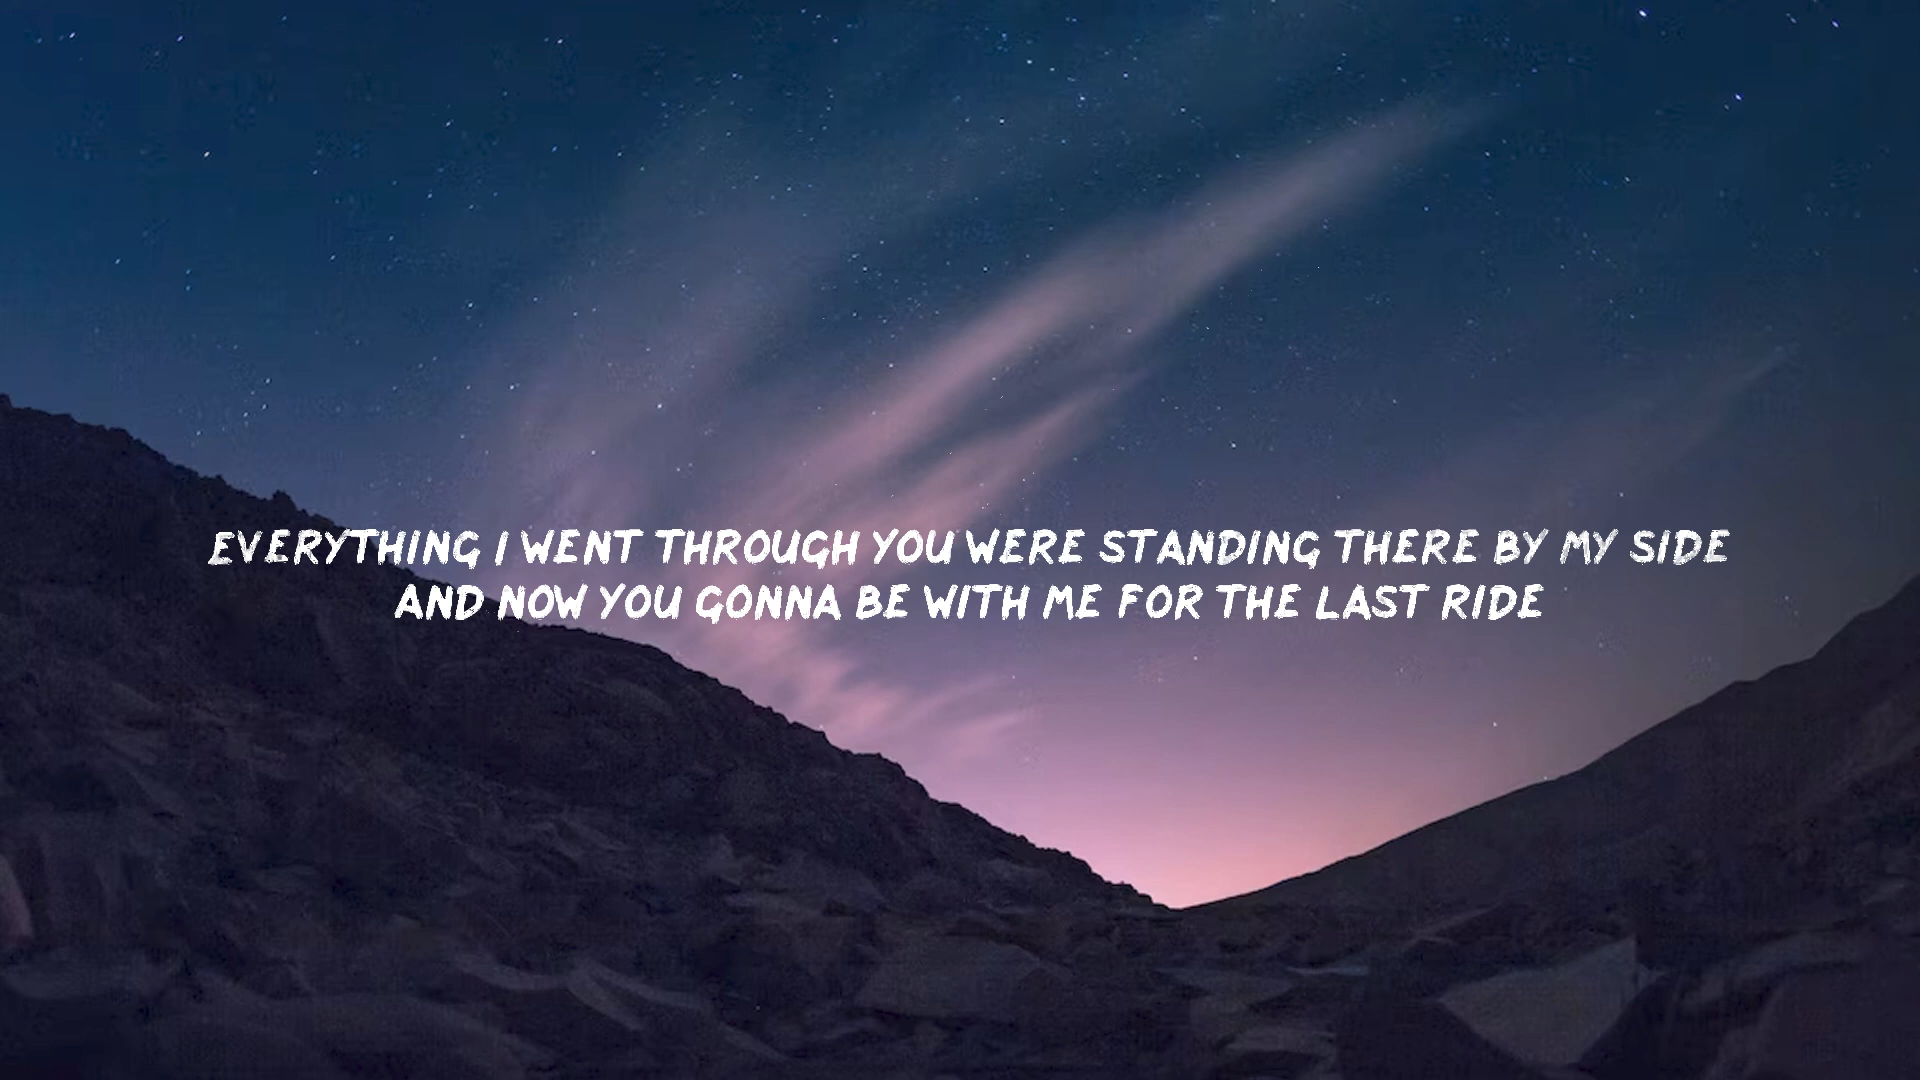 EVERYTHING I WENT THROUGH YOU WERE STANDING THERE BY MY SIDE
AND NOW YOU GONNA BE WITH ME FOR THE LAST RIDE